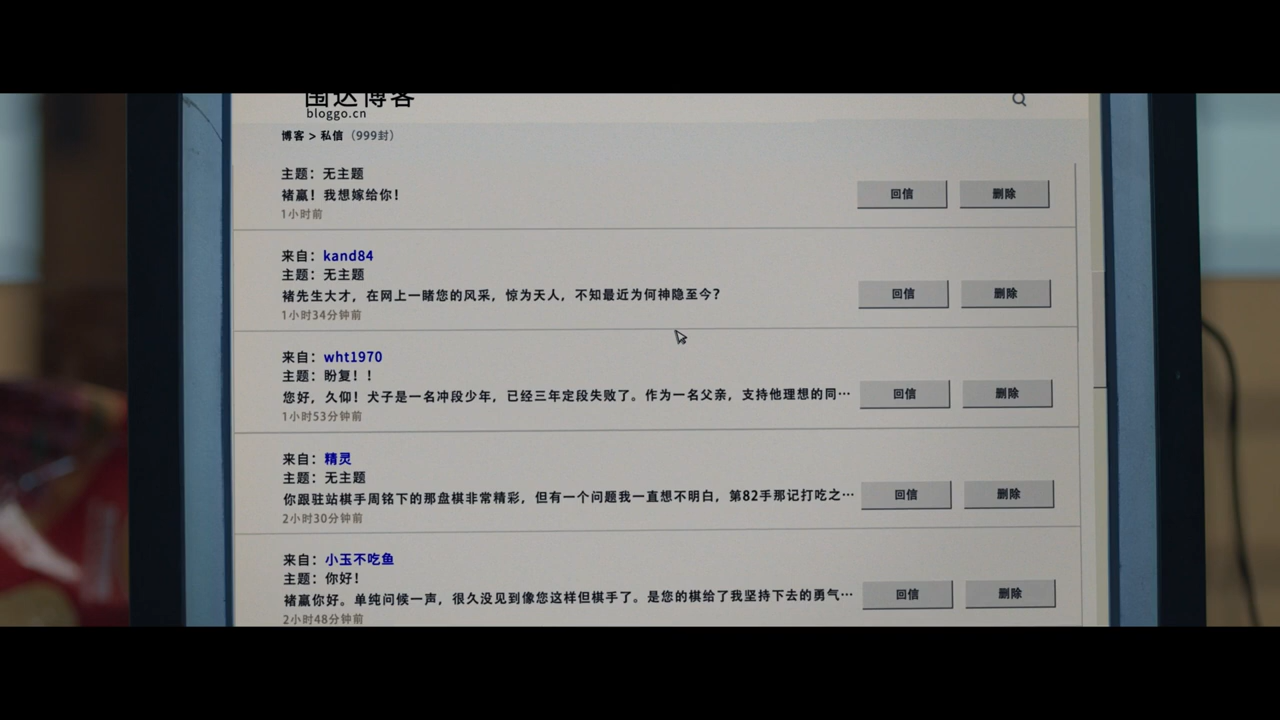 围达博客
bloggo.cn
博客 > 私信（999封）
主题：无主题
褚赢！我想嫁给你！
1小时前
回信
删除
来自：kand84
主题：无主题
褚先生大才，在网上一睹您的风采，惊为天人，不知最近为何神隐至今？
1小时34分钟前
回信
删除
来自：wht1970
主题：盼复！！
您好，久仰！犬子是一名冲段少年，已经三年定段失败了。作为一名父亲，支持他理想的同…
1小时53分钟前
回信
删除
来自：精灵
主题：无主题
你跟驻站棋手周铭下的那盘棋非常精彩，但有一个问题我一直想不明白，第82手那记打吃之…
2小时30分钟前
回信
删除
来自：小玉不吃鱼
主题：你好！
褚赢你好。单纯问候一声，很久没见到像您这样但棋手了。是您的棋给了我坚持下去的勇气…
2小时48分钟前
回信
删除